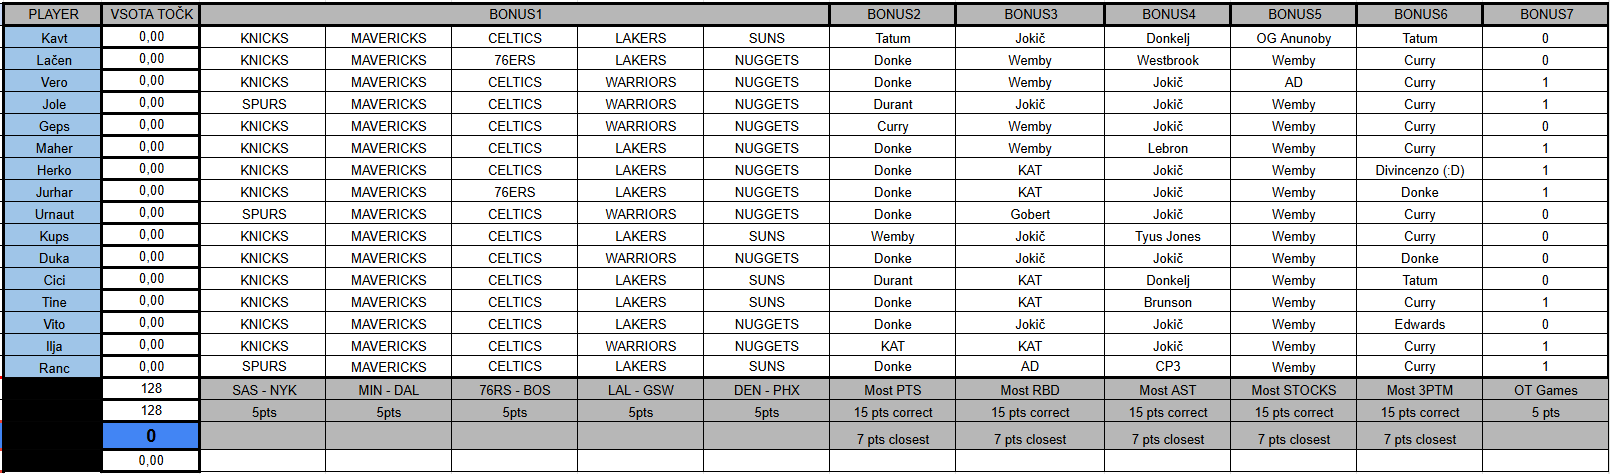 PLAYER VSOTA TOČK BONUS1 BONUS2 BONUS3 BONUS4 BONUS5 BONUS6 BONUS7
Kavt 0,00 KNICKS MAVERICKS CELTICS LAKERS SUNS Tatum Jokič Donkelj OG Anunoby Tatum 0
Lačen 0,00 KNICKS MAVERICKS 76ERS LAKERS NUGGETS Donke Wemby Westbrook Wemby Curry 0
Vero 0,00 KNICKS MAVERICKS CELTICS WARRIORS NUGGETS Donke Wemby Jokič AD Curry 1
Jole 0,00 SPURS MAVERICKS CELTICS WARRIORS NUGGETS Durant Jokič Jokič Wemby Curry 1
Geps 0,00 KNICKS MAVERICKS CELTICS WARRIORS NUGGETS Curry Wemby Jokič Wemby Curry 0
Maher 0,00 KNICKS MAVERICKS CELTICS LAKERS NUGGETS Donke Wemby Lebron Wemby Curry 1
Herko 0,00 KNICKS MAVERICKS CELTICS LAKERS NUGGETS Donke KAT Jokič Wemby Divincenzo (:D) 1
Jurhar 0,00 KNICKS MAVERICKS 76ERS LAKERS NUGGETS Donke KAT Jokič Wemby Donke 1
Urnaut 0,00 SPURS MAVERICKS CELTICS WARRIORS NUGGETS Donke Gobert Jokič Wemby Curry 0
Kups 0,00 KNICKS MAVERICKS CELTICS LAKERS SUNS Wemby Jokič Tyus Jones Wemby Curry 0
Duka 0,00 KNICKS MAVERICKS CELTICS WARRIORS NUGGETS Donke Jokič Jokič Wemby Donke 0
Cici 0,00 KNICKS MAVERICKS CELTICS LAKERS SUNS Durant KAT Donkelj Wemby Tatum 0
Tine 0,00 KNICKS MAVERICKS CELTICS LAKERS SUNS Donke KAT Brunson Wemby Curry 1
Vito 0,00 KNICKS MAVERICKS CELTICS LAKERS NUGGETS Donke Jokič Jokič Wemby Edwards 0
Ilja 0,00 KNICKS MAVERICKS CELTICS WARRIORS NUGGETS KAT KAT Jokič Wemby Curry 1
Ranc 0,00 SPURS MAVERICKS CELTICS LAKERS SUNS Donke AD CP3 Wemby Curry 1
128 SAS - NYK MIN - DAL 76RS - BOS LAL - GSW DEN - PHX Most PTS Most RBD Most AST Most STOCKS Most 3PTM OT Games
128 5pts 5pts 5pts 5pts 5pts 15 pts correct 15 pts correct 15 pts correct 15 pts correct 15 pts correct 5 pts
0 7 pts closest 7 pts closest 7 pts closest 7 pts closest 7 pts closest
0,00